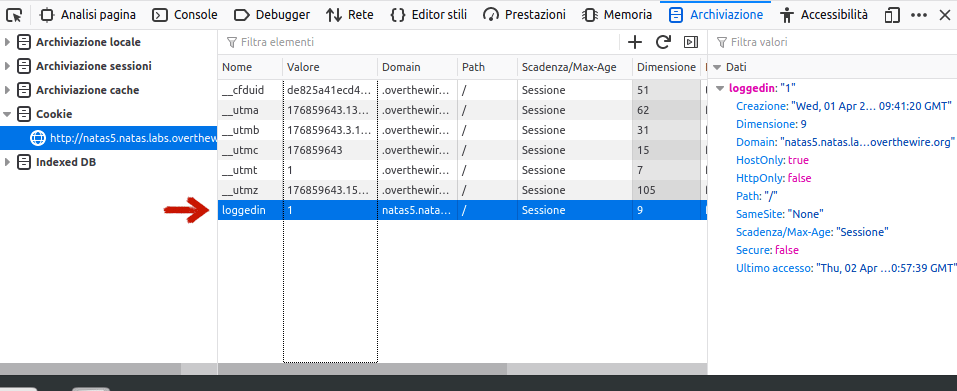 Analisi pagina Console Debugger Rete Editor stili Prestazioni Memoria Archiviazione Accessibilità
Archiviazione locale
Archiviazione sessioni
Archiviazione cache
Cookie
http://natas5.natas.labs.overthew
Indexed DB
Filtra elementi
Nome Valore Domain Path Scadenza/Max-Age Dimensione
__cfduid de825a41ecd4... .overthewir... / Sessione 51
__utma 176859643.13... .overthewir... / Sessione 62
__utmb 176859643.3.1... .overthewir... / Sessione 31
__utmc 176859643 .overthewir... / Sessione 15
__utmt 1 .overthewir... / Sessione 7
__utmz 176859643.15... .overthewir... / Sessione 105
loggedin 1 natas5.nata... / Sessione 9
Filtra valori
Dati
loggedin: "1"
Creazione: "Wed, 01 Apr 2... 09:41:20 GMT"
Dimensione: 9
Domain: "natas5.natas.la...overthewire.org"
HostOnly: true
HttpOnly: false
Path: "/"
SameSite: "None"
Scadenza/Max-Age: "Sessione"
Secure: false
Ultimo accesso: "Thu, 02 Apr ...0:57:39 GMT"